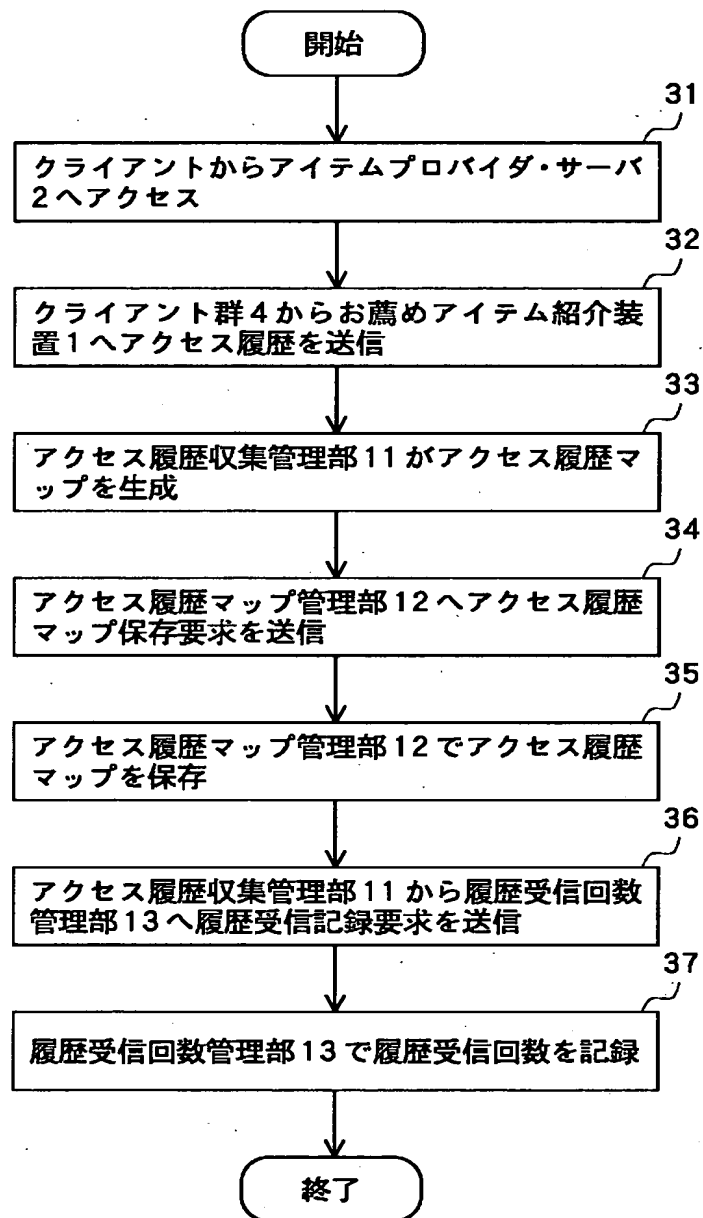 開始
31
クライアントからアイテムプロバイダ・サーバ
2へアクセス
32
クライアント群4からお薦めアイテム紹介装
置1へアクセス履歴を送信
33
アクセス履歴収集管理部11がアクセス履歴マ
ップを生成
34
アクセス履歴マップ管理部12へアクセス履歴
マップ保存要求を送信
35
アクセス履歴マップ管理部12でアクセス履歴
マップを保存
36
アクセス履歴収集管理部11から履歴受信回数
管理部13へ履歴受信記録要求を送信
37
履歴受信回数管理部13で履歴受信回数を記録
終了